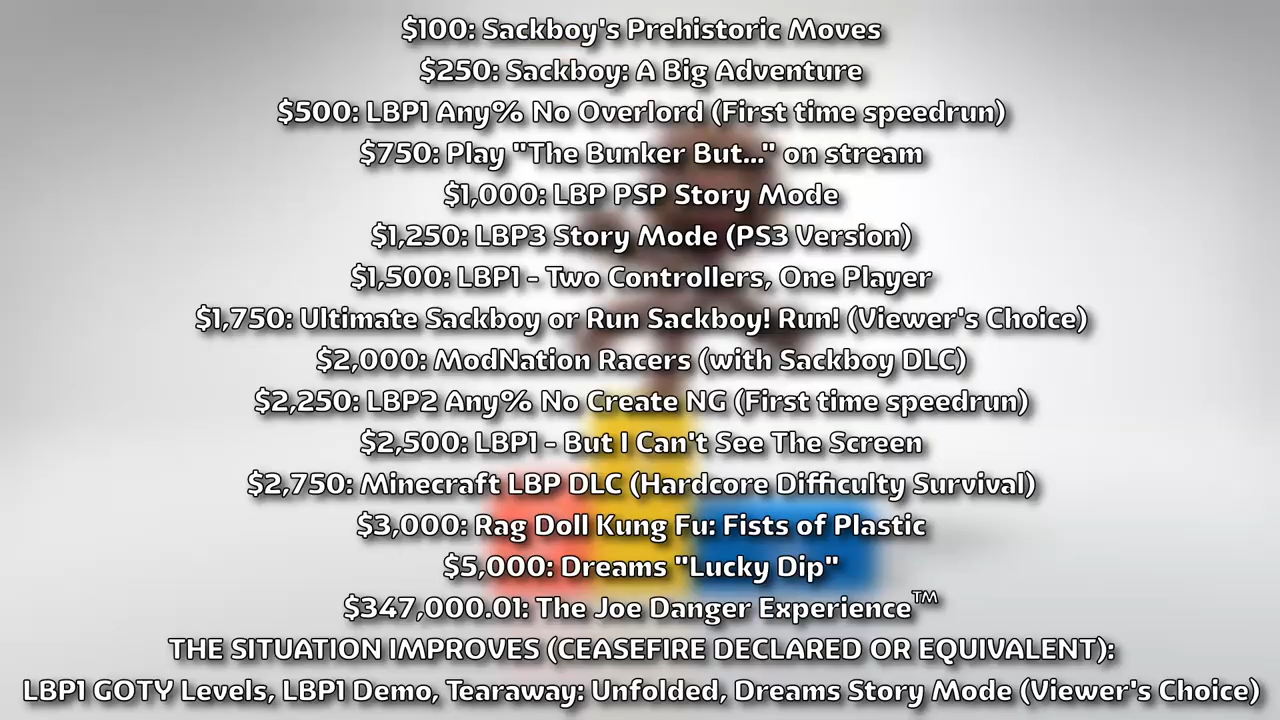 $100: Sackboy's Prehistoric Moves
$250: Sackboy: A Big Adventure
$500: LBP1 Any% No Overlord (First time speedrun)
$750: Play "The Bunker But..." on stream
$1,000: LBP PSP Story Mode
$1,250: LBP3 Story Mode (PS3 Version)
$1,500: LBP1 - Two Controllers, One Player
$1,750: Ultimate Sackboy or Run Sackboy! Run! (Viewer's Choice)
$2,000: ModNation Racers (with Sackboy DLC)
$2,250: LBP2 Any% No Create NG (First time speedrun)
$2,500: LBP1 - But I Can't See The Screen
$2,750: Minecraft LBP DLC (Hardcore Difficulty Survival)
$3,000: Rag Doll Kung Fu: Fists of Plastic
$5,000: Dreams "Lucky Dip"
$347,000.01: The Joe Danger Experience™
THE SITUATION IMPROVES (CEASEFIRE DECLARED OR EQUIVALENT):
LBP1 GOTY Levels, LBP1 Demo, Tearaway: Unfolded, Dreams Story Mode (Viewer's Choice)